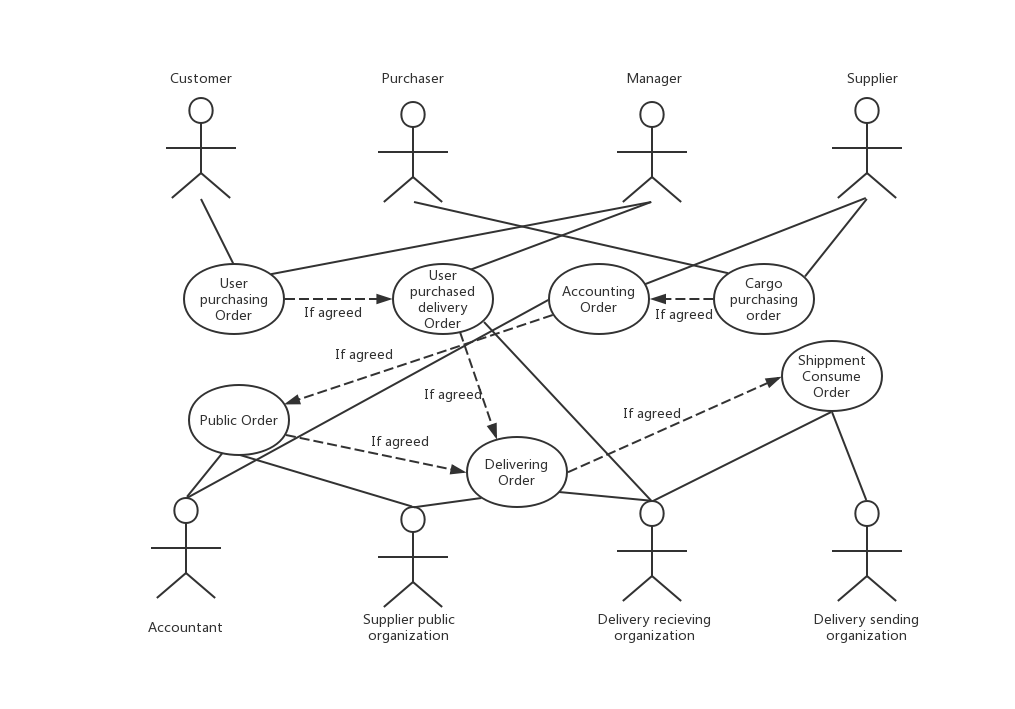 Customer
Purchaser
Manager
Supplier
User
purchasing
Order
If agreed
User
purchased
delivery
Order
Accounting
Order
If agreed
Cargo
purchasing
order
If agreed
Shippment
Consume
Order
If agreed
If agreed
Public Order
If agreed
Delivering
Order
Accountant
Supplier public
organization
Delivery recieving
organization
Delivery sending
organization